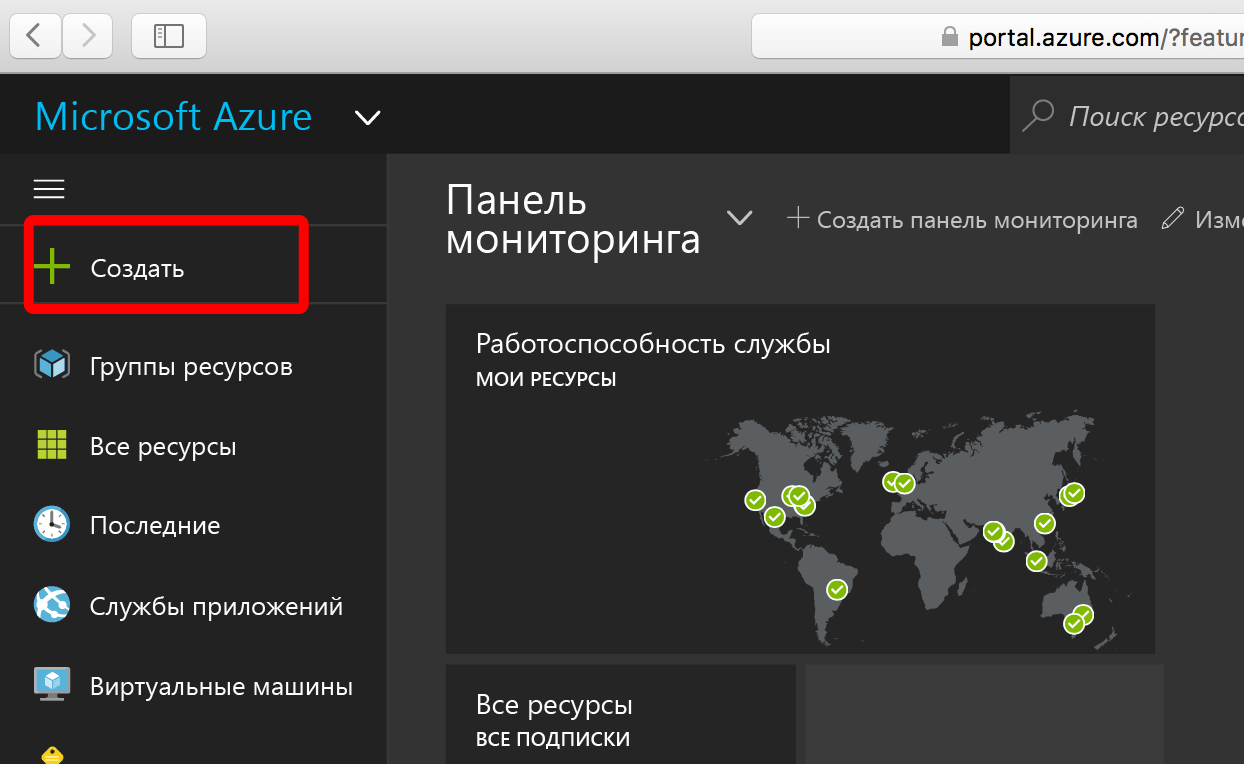 portal.azure.com/?featur
Microsoft Azure
Поиск ресурсо
Панель
мониторинга
Создать панель мониторинга
Изме
Создать
Группы ресурсов
Все ресурсы
Последние
Службы приложений
Виртуальные машины
Работоспособность службы
МОИ РЕСУРСЫ
Все ресурсы
ВСЕ ПОДПИСКИ